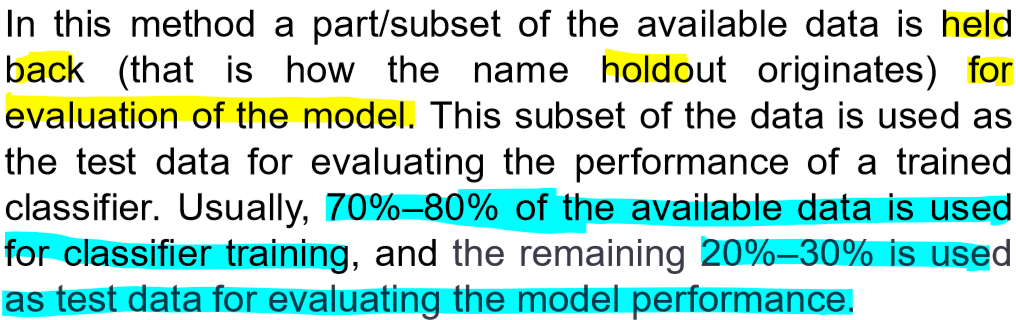 In this method a part/subset of the available data is held
back (that is how the name holdout originates) for
evaluation of the model. This subset of the data is used as
the test data for evaluating the performance of a trained
classifier. Usually, 70%–80% of the available data is used
for classifier training, and the remaining 20%–30% is used
as test data for evaluating the model performance.